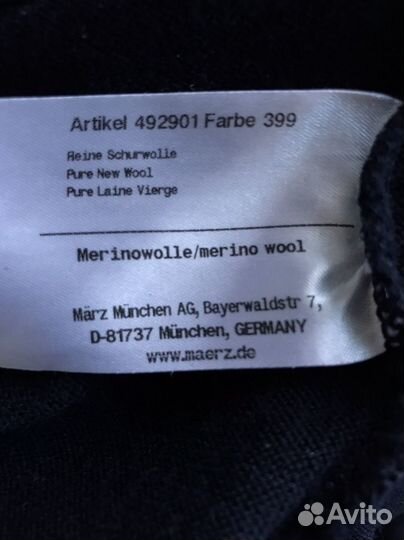 Artikel 492901 Farbe 399
Reine Schurwolle
Pure New Wool
Pure Laine Vierge
Merinowolle/merino wool
März München AG, Bayerwaldstr 7,
D-81737 München, GERMANY
www.maerz.de
Avito